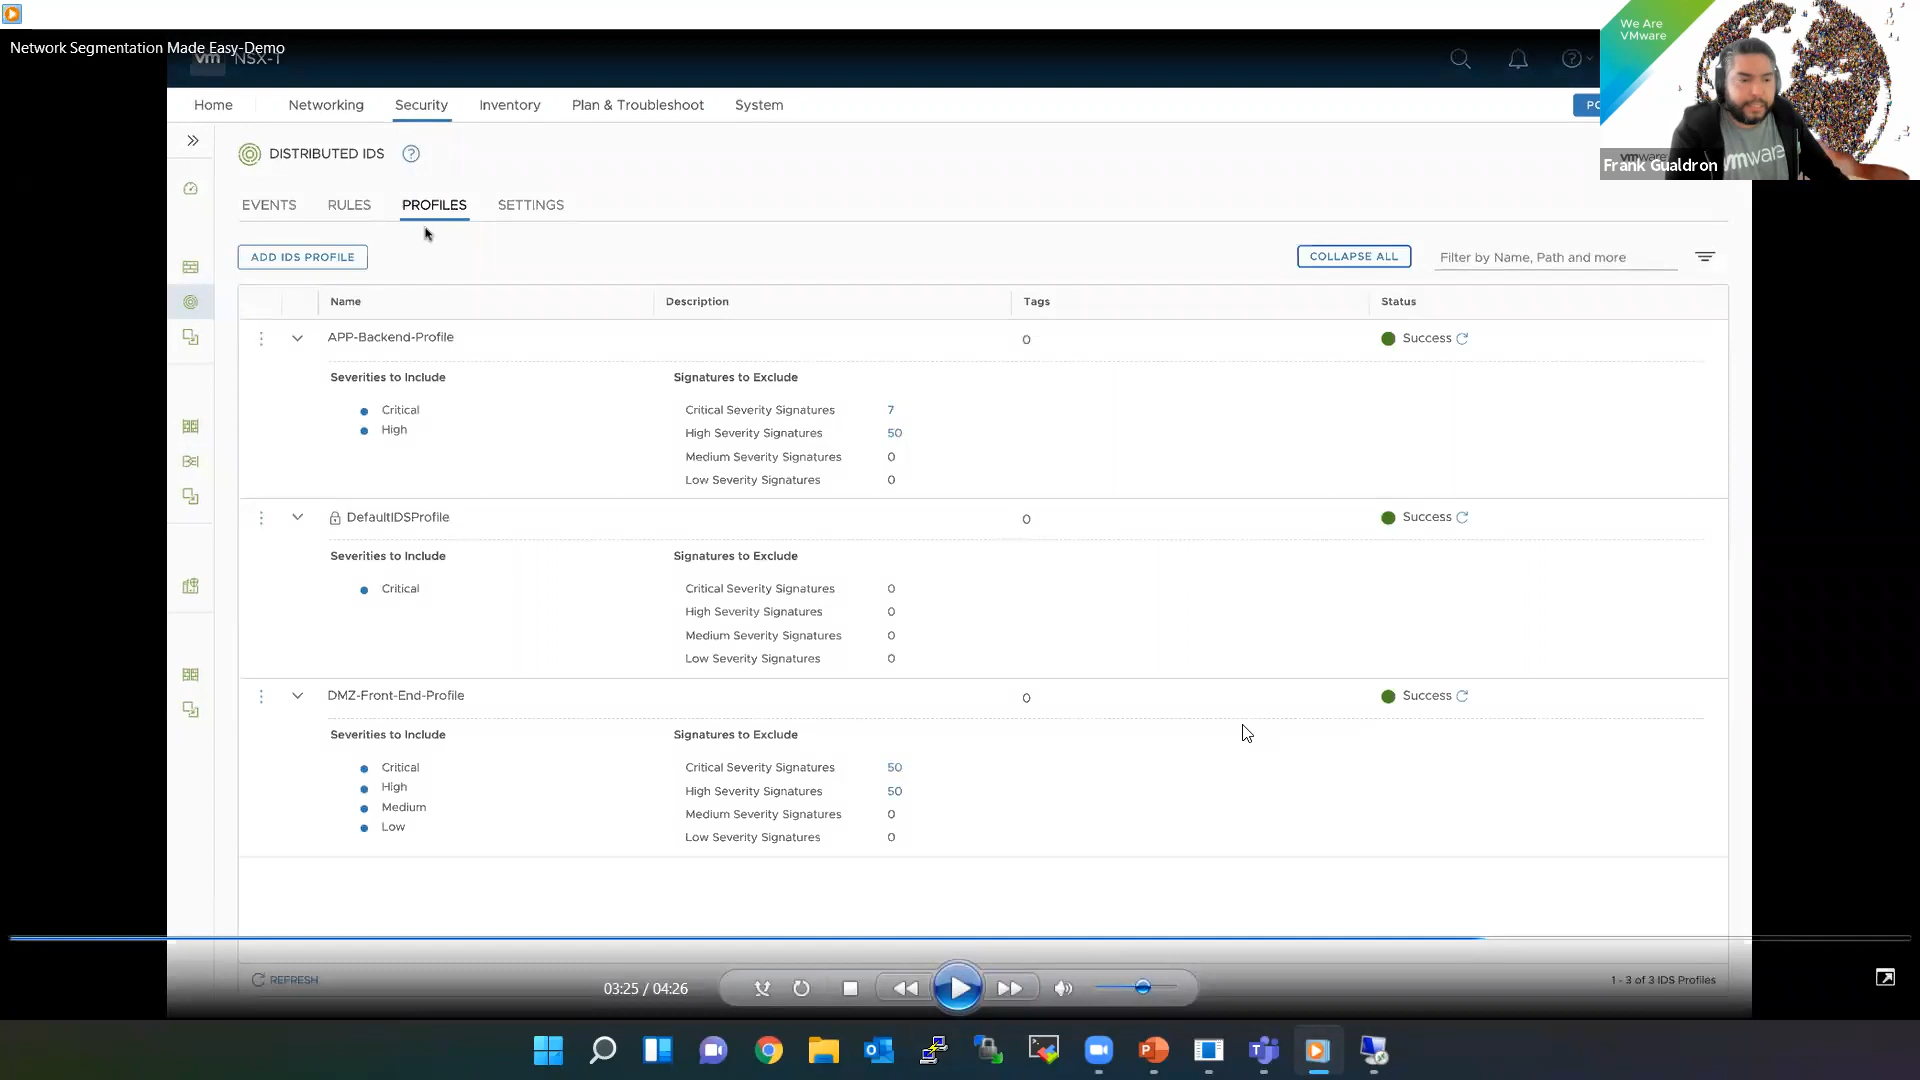 Network Segmentation Made Easy-Demo
vm NSX-T
We Are
VMware
Home Networking Security Inventory Plan & Troubleshoot System
DISTRIBUTED IDS
vmware
Frank Gualdron
EVENTS RULES PROFILES SETTINGS
ADD IDS PROFILE COLLAPSE ALL Filter by Name, Path and more
Name Description Tags Status
APP-Backend-Profile 0 Success
Severities to Include Signatures to Exclude
Critical Critical Severity Signatures 7
High High Severity Signatures 50
Medium Severity Signatures 0
Low Severity Signatures 0
DefaultIDSProfile 0 Success
Severities to Include Signatures to Exclude
Critical Critical Severity Signatures 0
High Severity Signatures 0
Medium Severity Signatures 0
Low Severity Signatures 0
DMZ-Front-End-Profile 0 Success
Severities to Include Signatures to Exclude
Critical Critical Severity Signatures 50
High High Severity Signatures 50
Medium Medium Severity Signatures 0
Low Low Severity Signatures 0
REFRESH 1 - 3 of 3 IDS Profiles
03:25 / 04:26